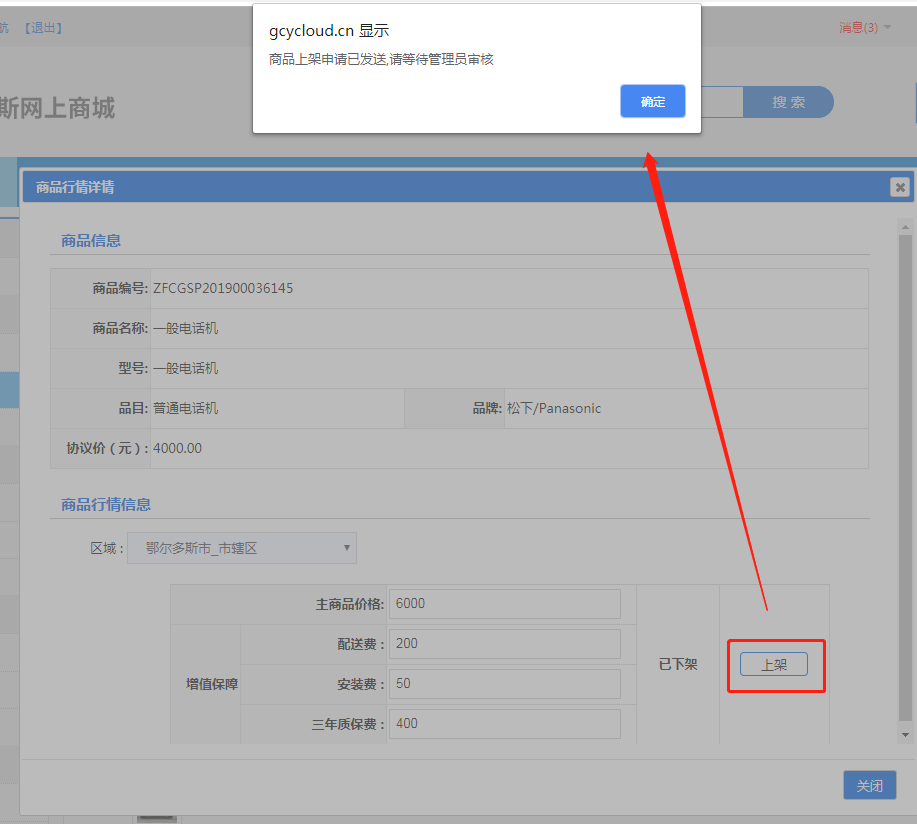 航 【退出】
消息(3)
gcycloud.cn 显示
商品上架申请已发送,请等待管理员审核
确定
斯网上商城
搜 索
商品行情详情
商品信息
商品编号: ZFCGSP201900036145
商品名称: 一般电话机
型号: 一般电话机
品目: 普通电话机 品牌: 松下/Panasonic
协议价（元）: 4000.00
商品行情信息
区域 : 鄂尔多斯市_市辖区
主商品价格: 6000
配送费 : 200
已下架 上架
增值保障 安装费 : 50
三年质保费 : 400
关闭